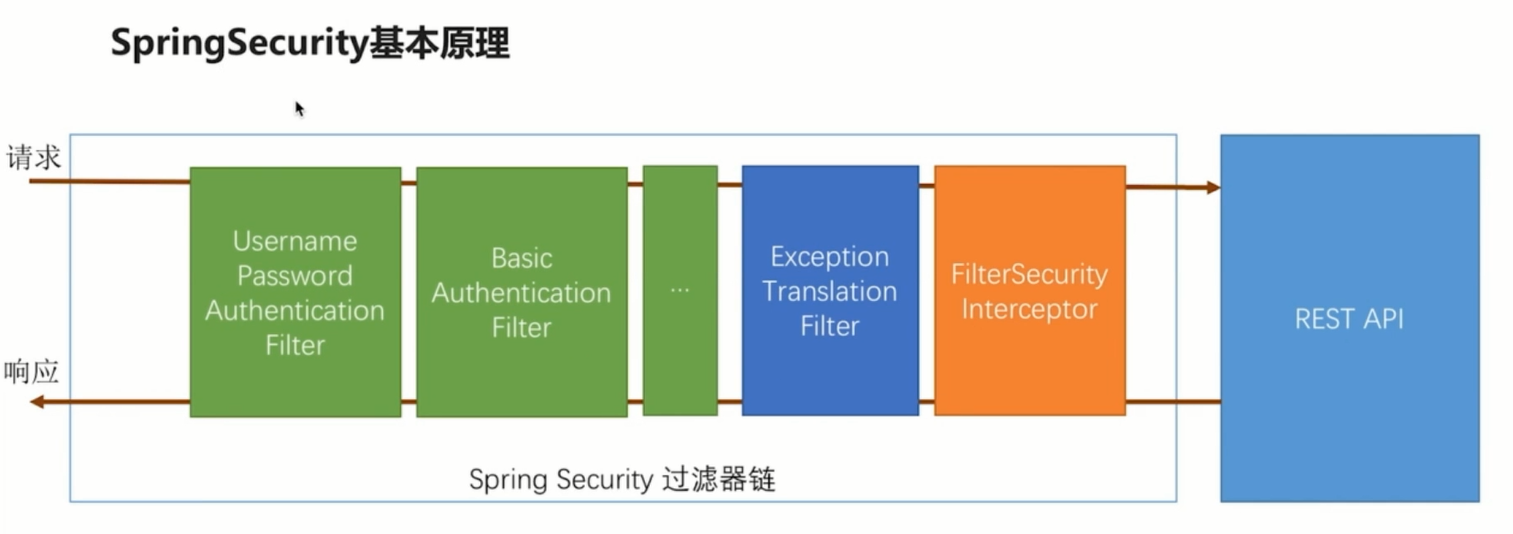 SpringSecurity基本原理
请求
响应
Username
Password
Authentication
Filter
Basic
Authentication
Filter
...
Exception
Translation
Filter
FilterSecurity
Interceptor
REST API
Spring Security 过滤器链